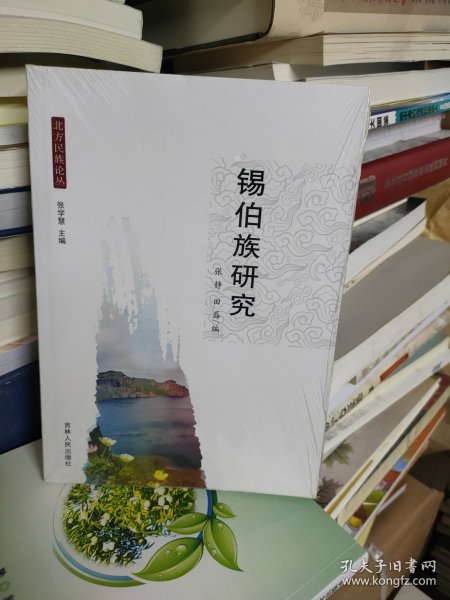 北方民族论丛
张学慧 主编
锡伯族研究
张静 田磊/编
吉林人民出版社
孔夫子旧书网
www.kongfz.com